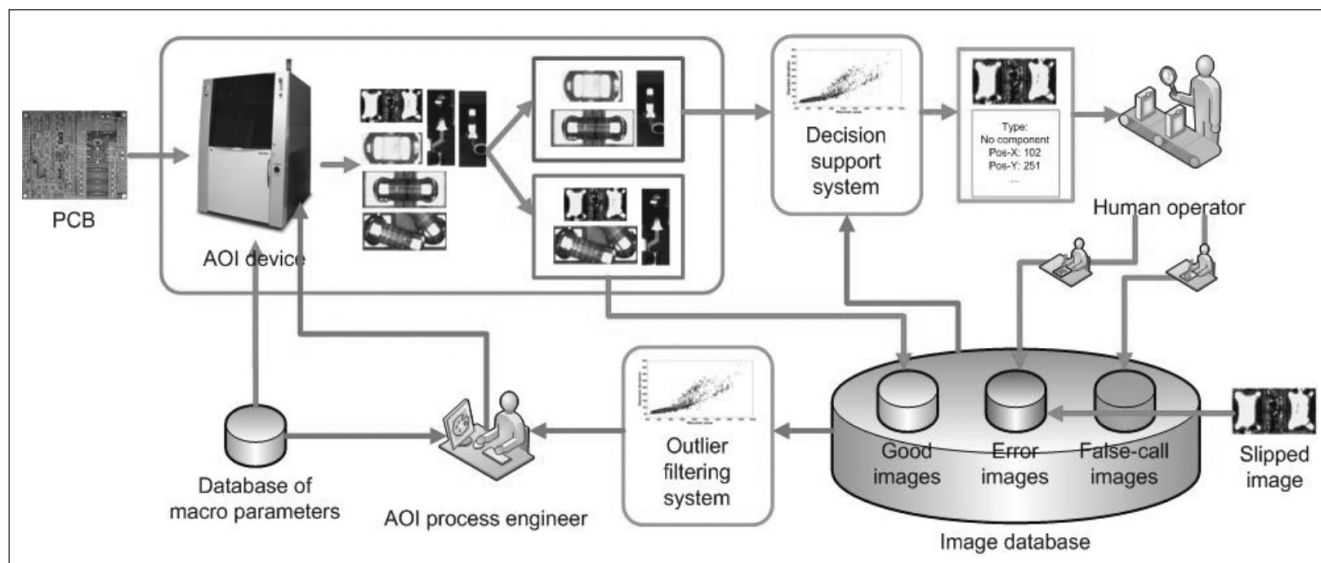 PCB
AOI device
Decision
support
system
Type:
No component
Pos-X: 102
Pos-Y: 251
....
Human operator
Database of
macro parameters
AOI process engineer
Outlier
filtering
system
Good
images
Error
images
False-call
images
Slipped
image
Image database